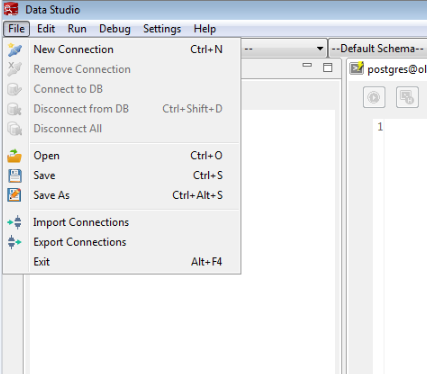 Data Studio
File Edit Run Debug Settings Help
New Connection Ctrl+N
Remove Connection
Connect to DB
Disconnect from DB Ctrl+Shift+D
Disconnect All
Open Ctrl+O
Save Ctrl+S
Save As Ctrl+Alt+S
Import Connections
Export Connections
Exit Alt+F4
--
--Default Schema--
postgres@ol
1